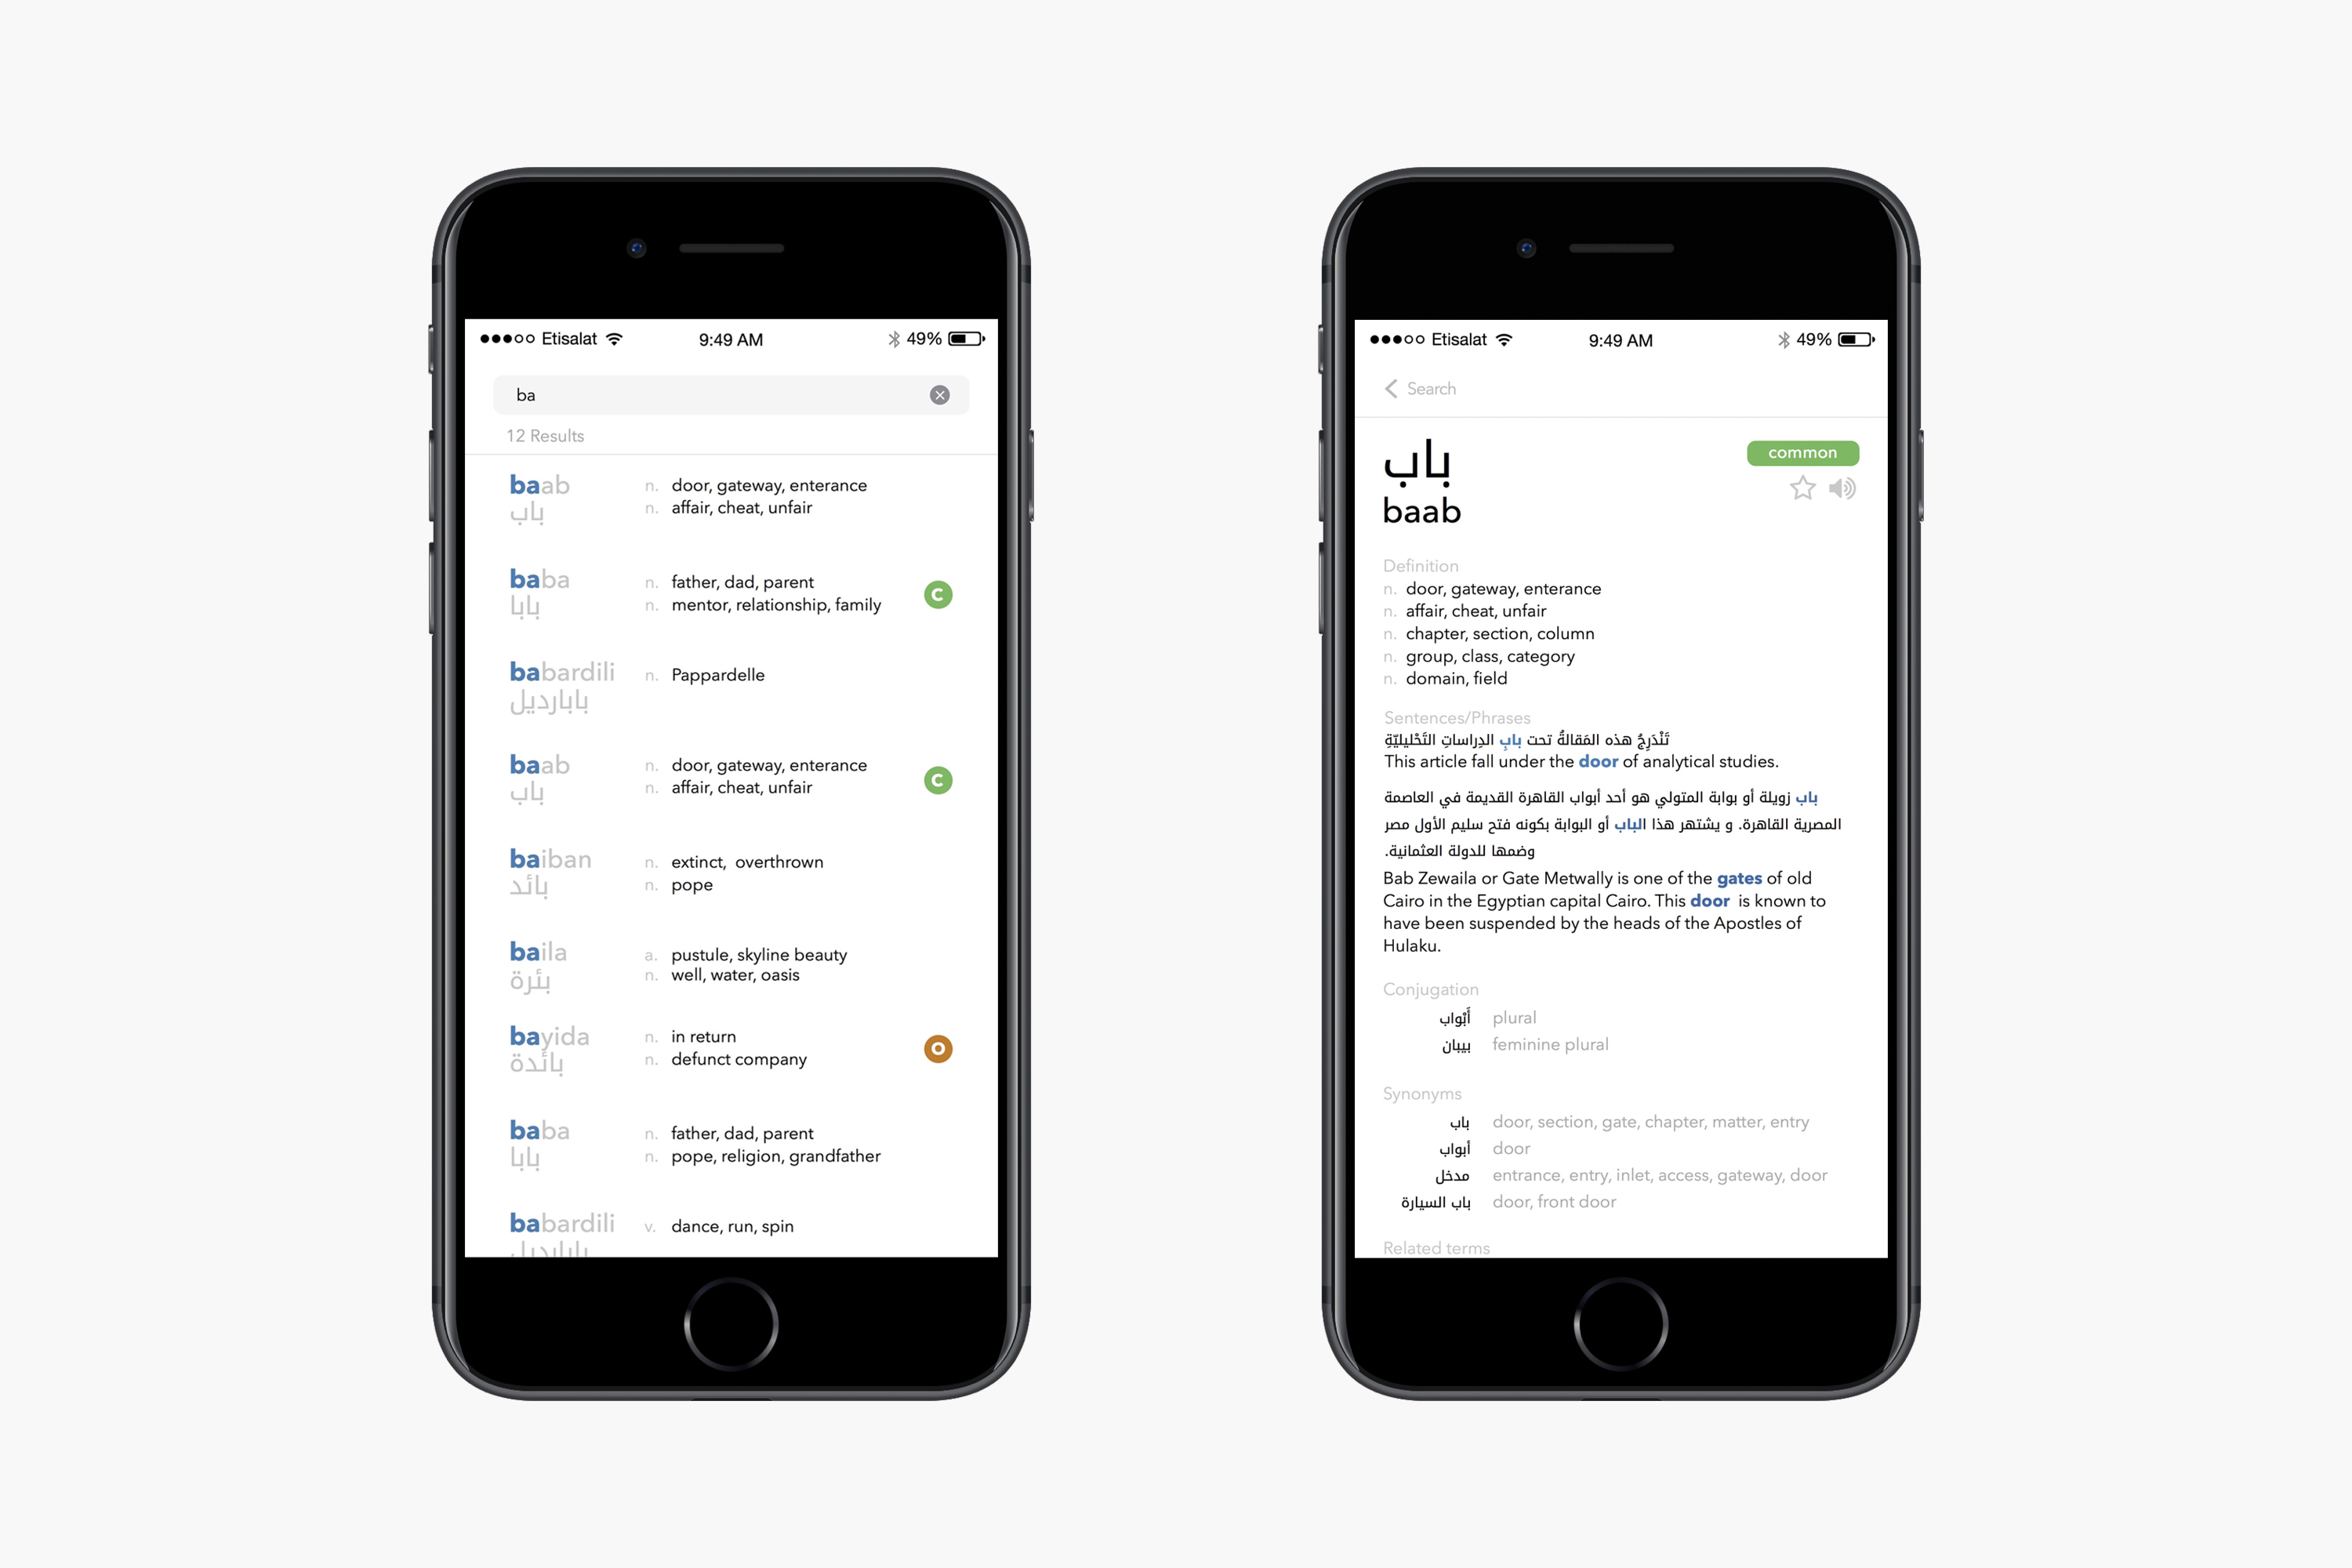 Etisalat 9:49 AM 49%
ba
12 Results
baab n. door, gateway, enterance
باب n. affair, cheat, unfair
baba n. father, dad, parent
بابا n. mentor, relationship, family
C
babardili n. Pappardelle
بابارديل
baab n. door, gateway, enterance
باب n. affair, cheat, unfair
C
baiban n. extinct, overthrown
بائد n. pope
baila a. pustule, skyline beauty
بئرة n. well, water, oasis
bayida n. in return
بائدة n. defunct company
O
baba n. father, dad, parent
بابا n. pope, religion, grandfather
babardili v. dance, run, spin
بابارديل
Etisalat 9:49 AM 49%
Search
باب
common
baab
Definition
n. door, gateway, enterance
n. affair, cheat, unfair
n. chapter, section, column
n. group, class, category
n. domain, field
Sentences/Phrases
تَنْدَرِجُ هذه المَقالةُ تحت بابِ الدِراساتِ التَحْليليّةِ
This article fall under the door of analytical studies.
باب زويلة أو بوابة المتولي هو أحد أبواب القاهرة القديمة في العاصمة
المصرية القاهرة. و يشتهر هذا الباب أو البوابة بكونه فتح سليم الأول مصر
وضمها للدولة العثمانية.
Bab Zewaila or Gate Metwally is one of the gates of old
Cairo in the Egyptian capital Cairo. This door is known to
have been suspended by the heads of the Apostles of
Hulaku.
Conjugation
أَبْواب plural
بيبان feminine plural
Synonyms
باب door, section, gate, chapter, matter, entry
أبواب door
مدخل entrance, entry, inlet, access, gateway, door
باب السيارة door, front door
Related terms